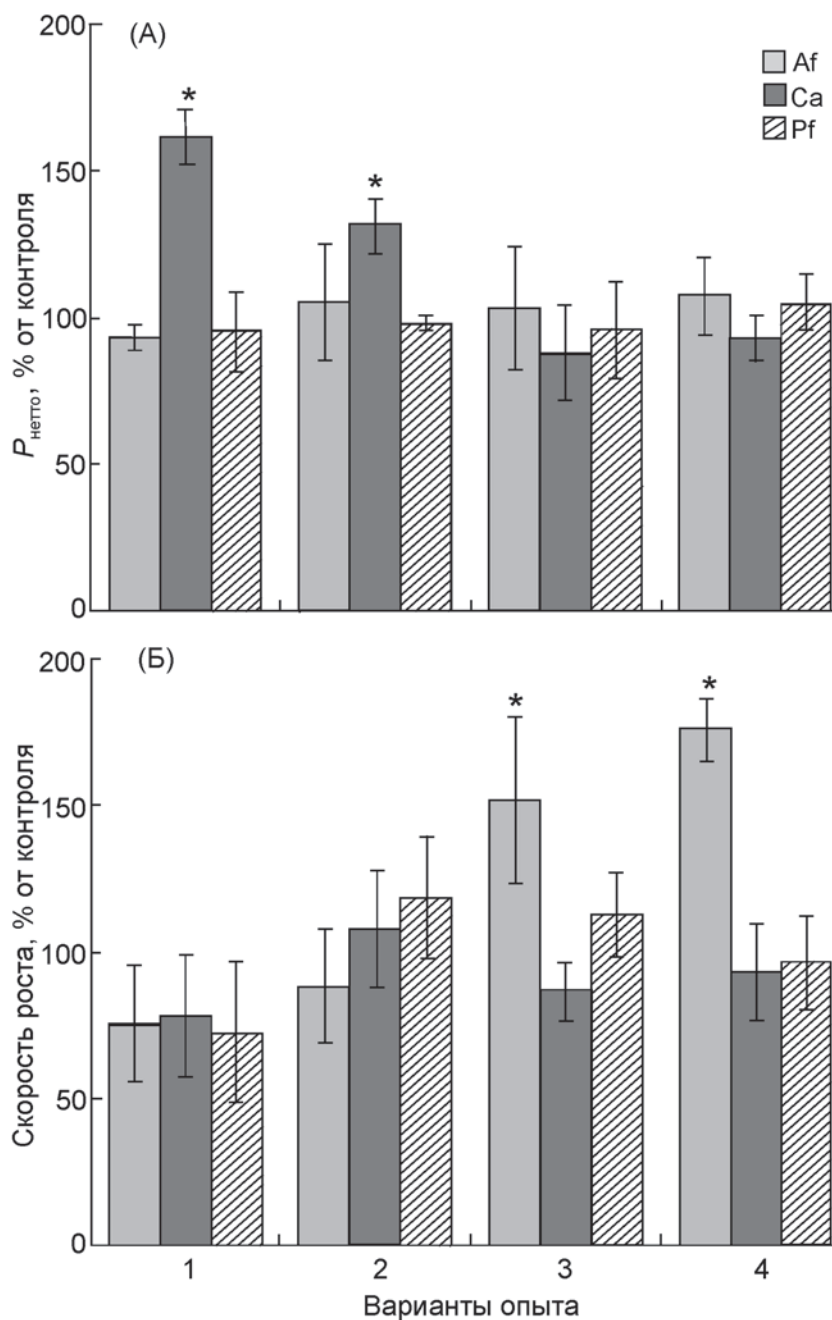 (А)
200
150
100
50
0
Pнетто, % от контроля
*
*
Af
Ca
Pf
(Б)
200
150
100
50
0
Скорость роста, % от контроля
*
*
1 2 3 4
Варианты опыта